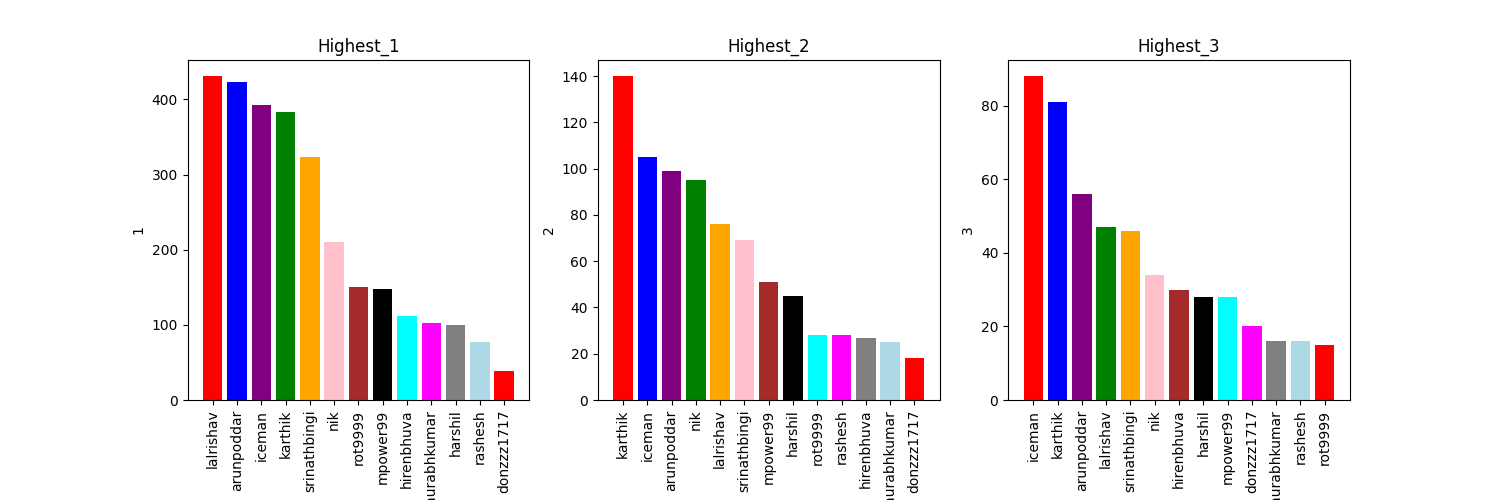 Highest_1
Highest_2
Highest_3
400
300
200
100
0
1
lalrishav
arunpoddar
iceman
karthik
srinathbingi
nik
rot9999
mpower99
hirenbhuva
urabhkumar
harshil
rashesh
donzzz1717
140
120
100
80
60
40
20
0
2
karthik
iceman
arunpoddar
nik
lalrishav
srinathbingi
mpower99
harshil
rot9999
rashesh
hirenbhuva
urabhkumar
donzzz1717
80
60
40
20
0
3
iceman
karthik
arunpoddar
lalrishav
srinathbingi
nik
hirenbhuva
harshil
mpower99
donzzz1717
urabhkumar
rashesh
rot9999